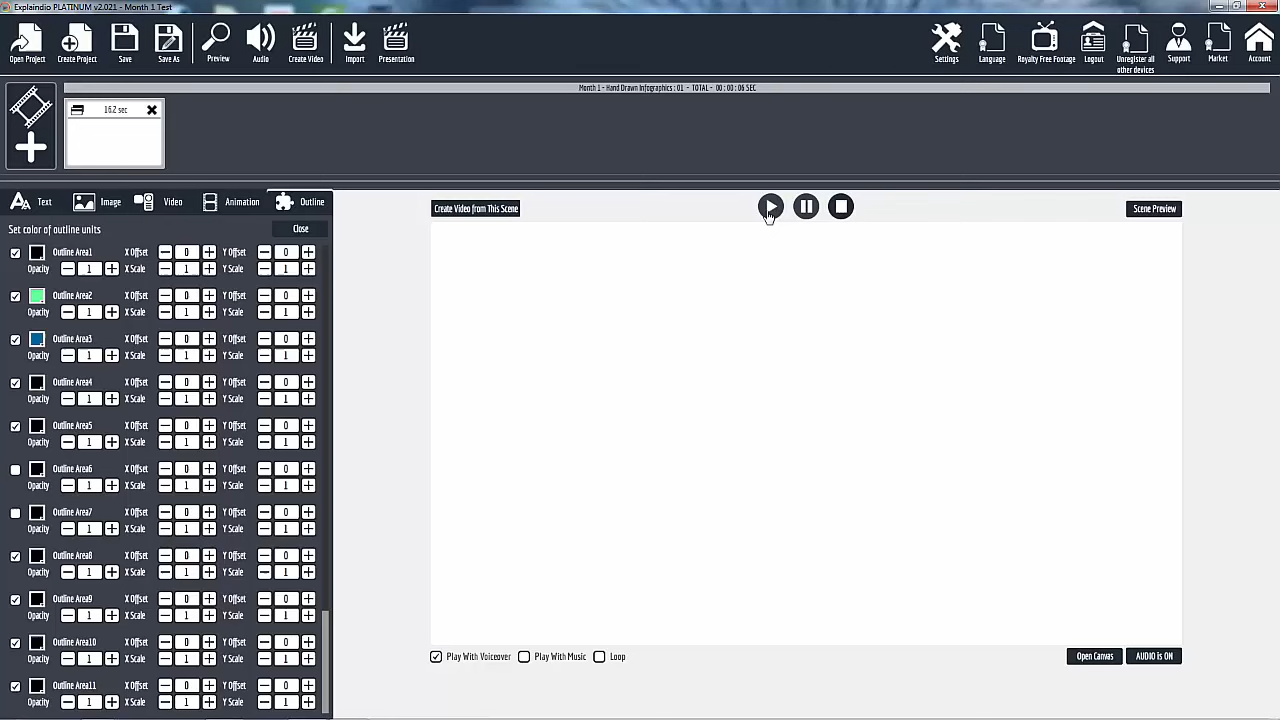 Explaindio PLATINUM v2.021 - Month 1 Test
Open Project
Create Project
Save
Save As
Preview
Audio
Create Video
Import
Presentation
Settings
Language
Royalty Free Footage
Logout
Unregister all
other devices
Support
Market
Account
Month 1 - Hand Drawn Infographics : 01 - TOTAL - 00 : 00 : 06 SEC
16.2 sec
Text
Image
Video
Animation
Outline
Create Video from This Scene
Scene Preview
Set color of outline units
Close
Outline Area1 X Offset 0 Y Offset 0
Opacity 1 X Scale 1 Y Scale 1
Outline Area2 X Offset 0 Y Offset 0
Opacity 1 X Scale 1 Y Scale 1
Outline Area3 X Offset 0 Y Offset 0
Opacity 1 X Scale 1 Y Scale 1
Outline Area4 X Offset 0 Y Offset 0
Opacity 1 X Scale 1 Y Scale 1
Outline Area5 X Offset 0 Y Offset 0
Opacity 1 X Scale 1 Y Scale 1
Outline Area6 X Offset 0 Y Offset 0
Opacity 1 X Scale 1 Y Scale 1
Outline Area7 X Offset 0 Y Offset 0
Opacity 1 X Scale 1 Y Scale 1
Outline Area8 X Offset 0 Y Offset 0
Opacity 1 X Scale 1 Y Scale 1
Outline Area9 X Offset 0 Y Offset 0
Opacity 1 X Scale 1 Y Scale 1
Outline Area10 X Offset 0 Y Offset 0
Opacity 1 X Scale 1 Y Scale 1
Outline Area11 X Offset 0 Y Offset 0
Opacity 1 X Scale 1 Y Scale 1
Play With Voiceover
Play With Music
Loop
Open Canvas
AUDIO is ON